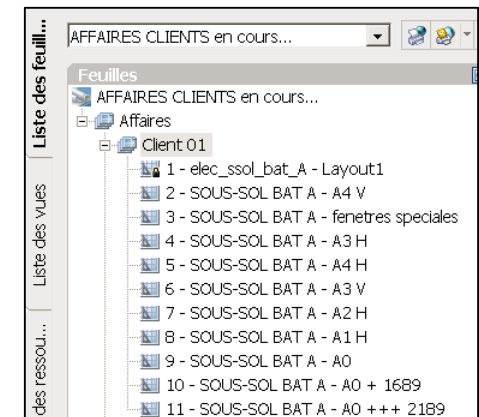 Liste des feuill...
Liste des vues
des ressou...
AFFAIRES CLIENTS en cours...
Feuilles
AFFAIRES CLIENTS en cours...
Affaires
Client 01
1 - elec_ssol_bat_A - Layout1
2 - SOUS-SOL BAT A - A4 V
3 - SOUS-SOL BAT A - fenetres speciales
4 - SOUS-SOL BAT A - A3 H
5 - SOUS-SOL BAT A - A4 H
6 - SOUS-SOL BAT A - A3 V
7 - SOUS-SOL BAT A - A2 H
8 - SOUS-SOL BAT A - A1 H
9 - SOUS-SOL BAT A - A0
10 - SOUS-SOL BAT A - A0 + 1689
11 - SOUS-SOL BAT A - A0 +++ 2189